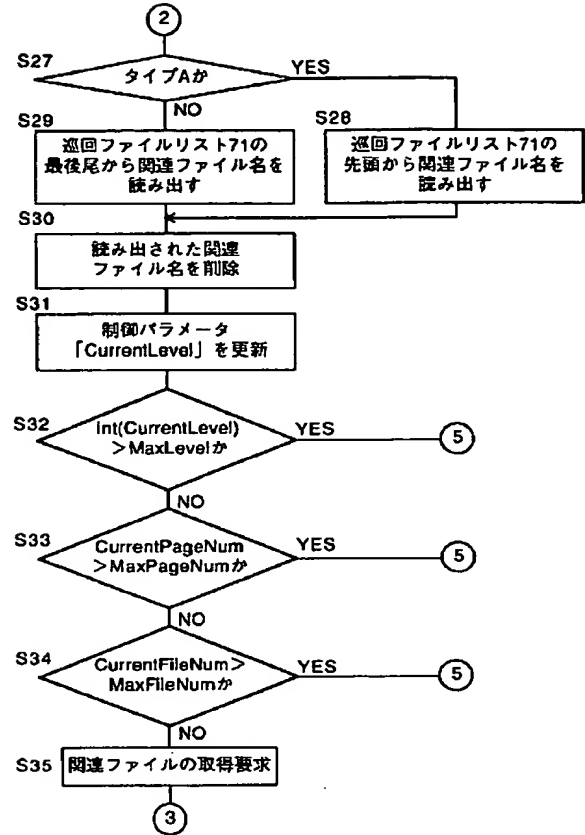 2
S27
タイプAか
YES
NO
S29
巡回ファイルリスト71の
最後尾から関連ファイル名を
読み出す
S28
巡回ファイルリスト71の
先頭から関連ファイル名を
読み出す
S30
読み出された関連
ファイル名を削除
S31
制御パラメータ
「CurrentLevel」を更新
S32
Int(CurrentLevel)
>MaxLevelか
YES
5
NO
S33
CurrentPageNum
>MaxPageNumか
YES
5
NO
S34
CurrentFileNum>
MaxFileNumか
YES
5
NO
S35
関連ファイルの取得要求
3